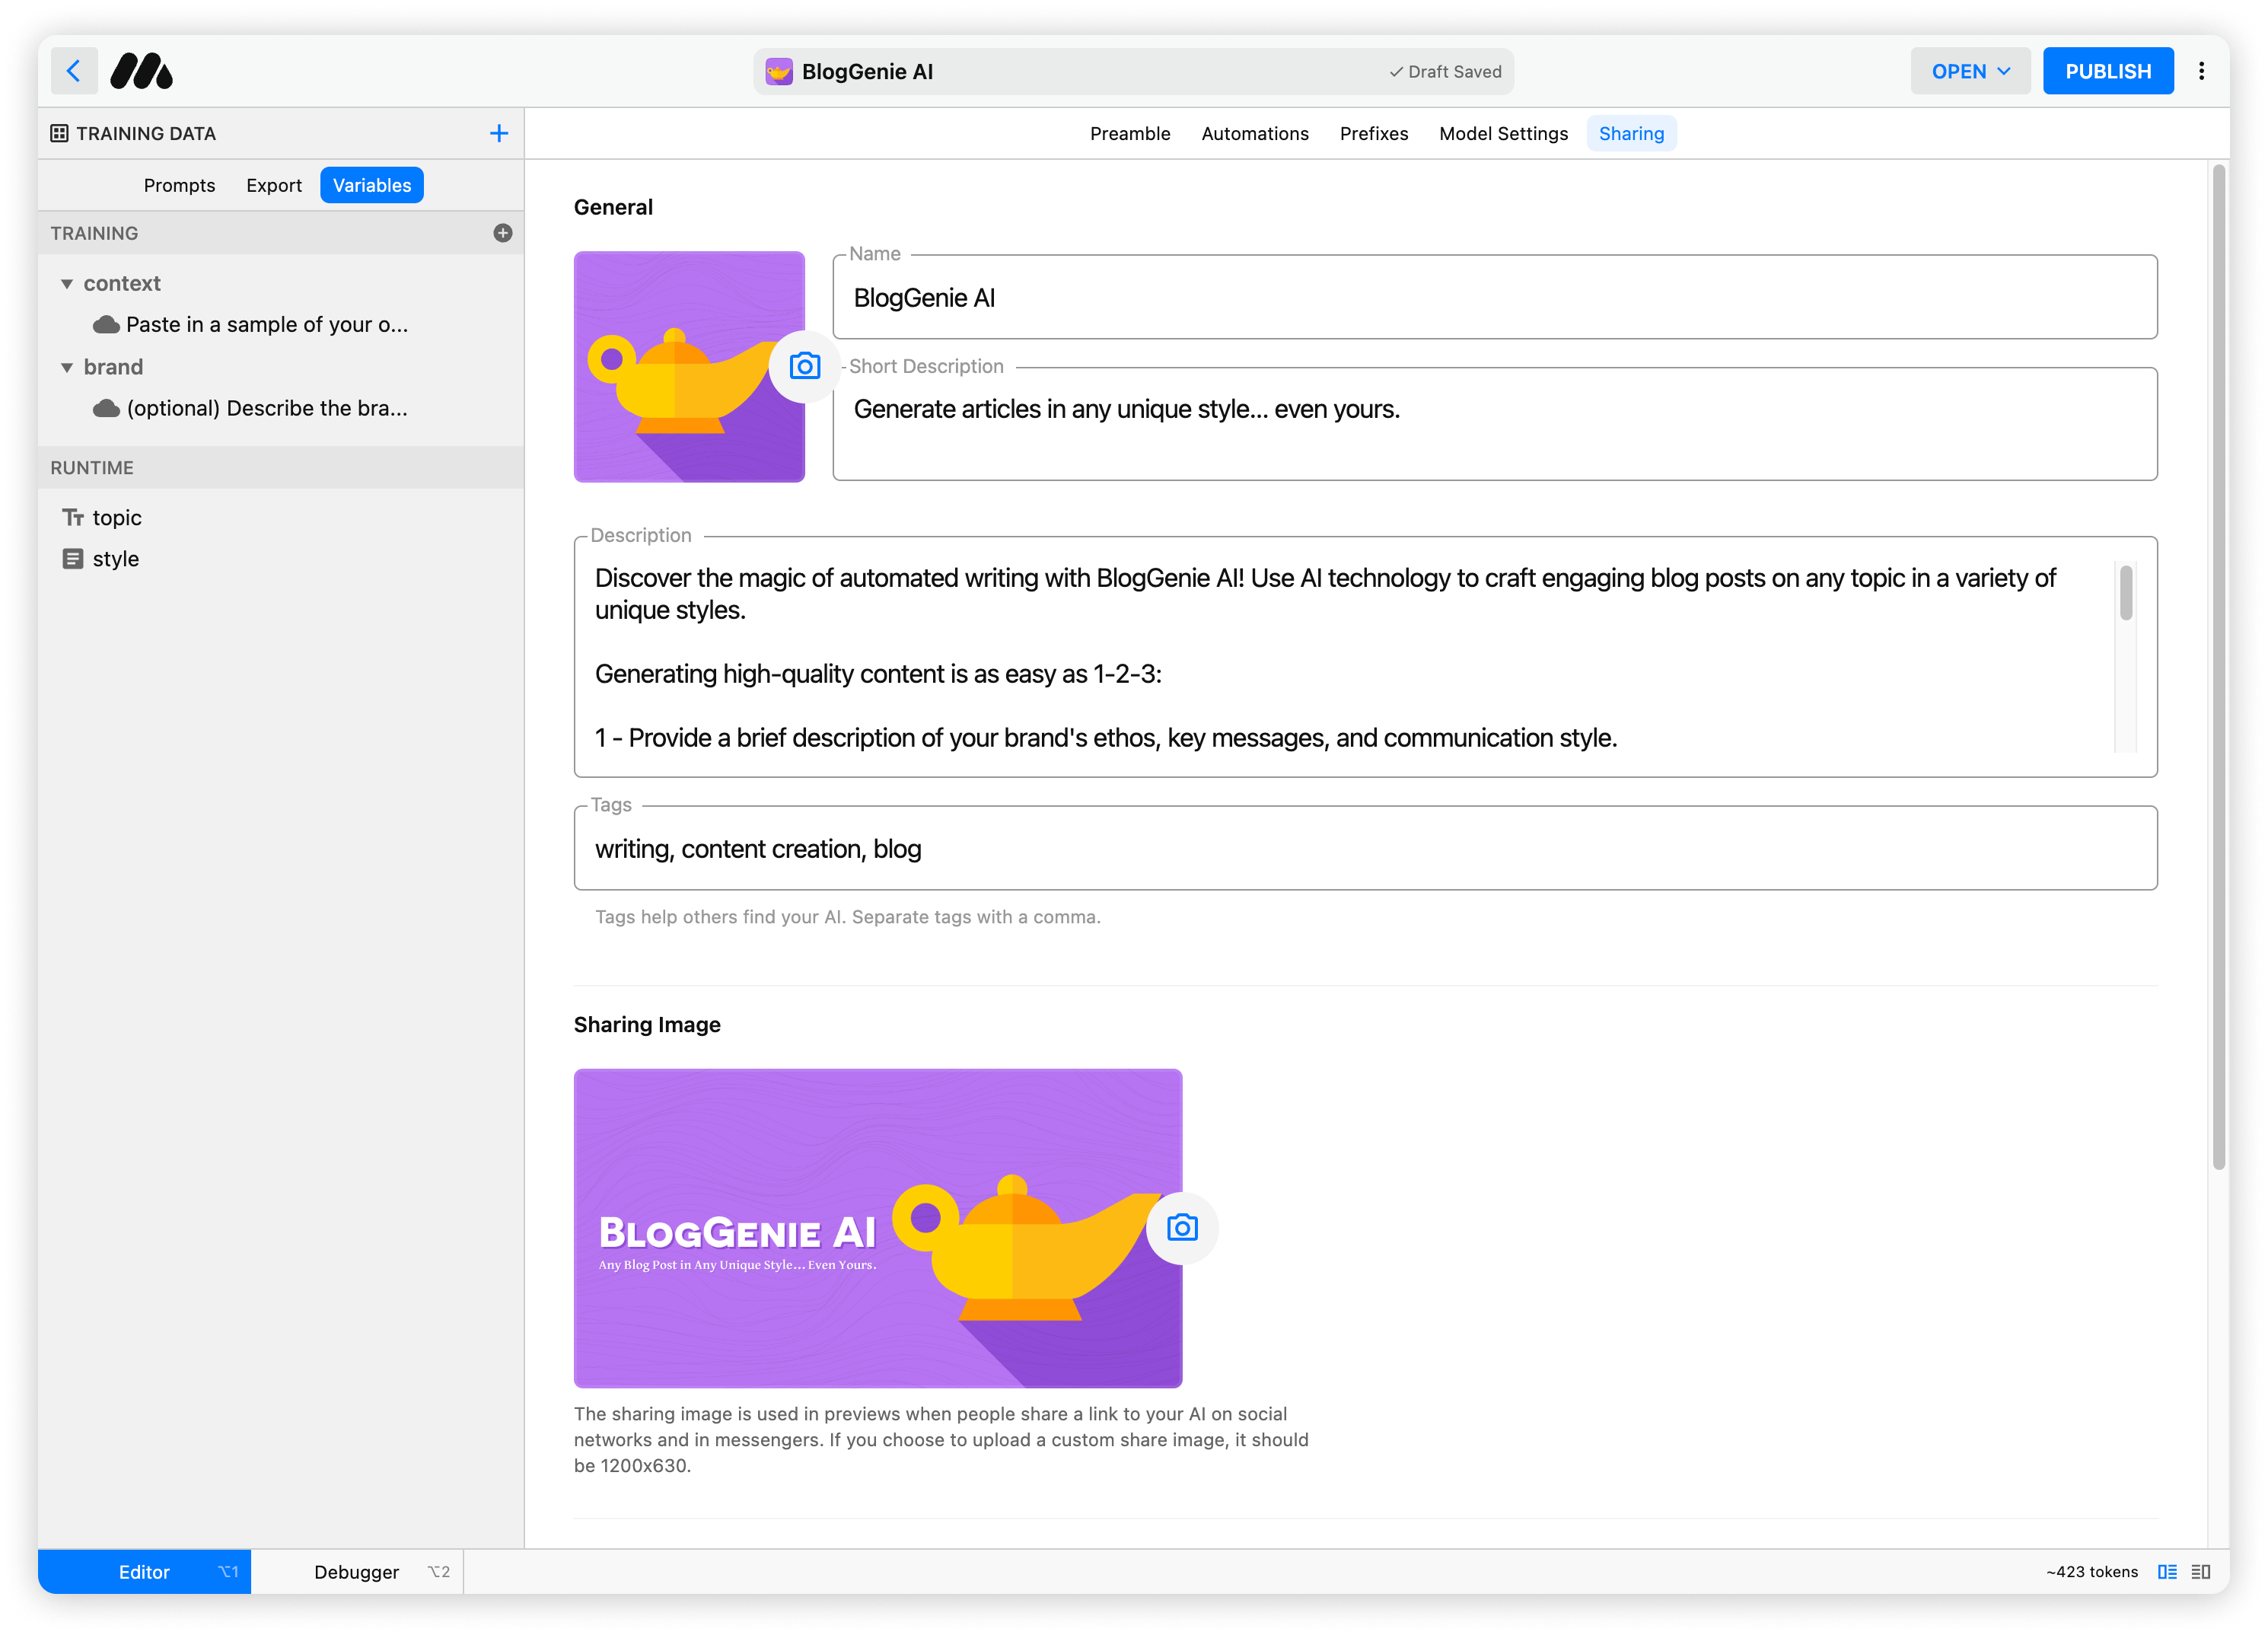 BlogGenie AI
Draft Saved
OPEN
PUBLISH
TRAINING DATA
Preamble
Automations
Prefixes
Model Settings
Sharing
Prompts
Export
Variables
TRAINING
context
Paste in a sample of your o...
brand
(optional) Describe the bra...
RUNTIME
topic
style
General
Name
BlogGenie AI
Short Description
Generate articles in any unique style... even yours.
Description
Discover the magic of automated writing with BlogGenie AI! Use AI technology to craft engaging blog posts on any topic in a variety of
unique styles.
Generating high-quality content is as easy as 1-2-3:
1 - Provide a brief description of your brand's ethos, key messages, and communication style.
Tags
writing, content creation, blog
Tags help others find your AI. Separate tags with a comma.
Sharing Image
BLOGGENIE AI
Any Blog Post in Any Unique Style... Even Yours.
The sharing image is used in previews when people share a link to your AI on social
networks and in messengers. If you choose to upload a custom share image, it should
be 1200x630.
Editor ⌥1
Debugger ⌥2
~423 tokens